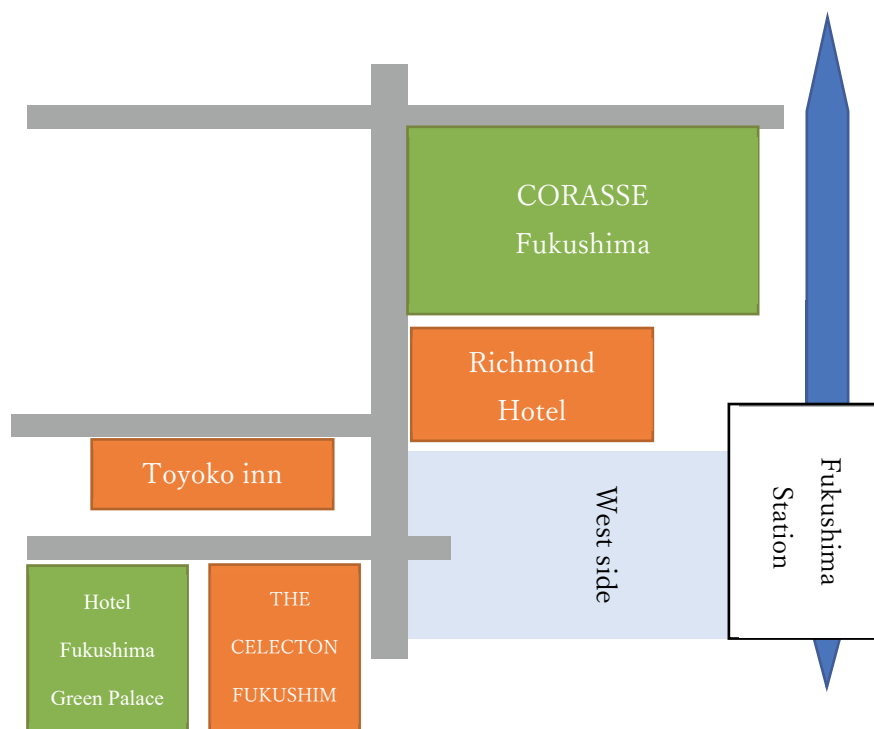 CORASSE
Fukushima
Richmond
Hotel
Toyoko inn
West side
Fukushima
Station
Hotel
Fukushima
Green Palace
THE
CELECTON
FUKUSHIM